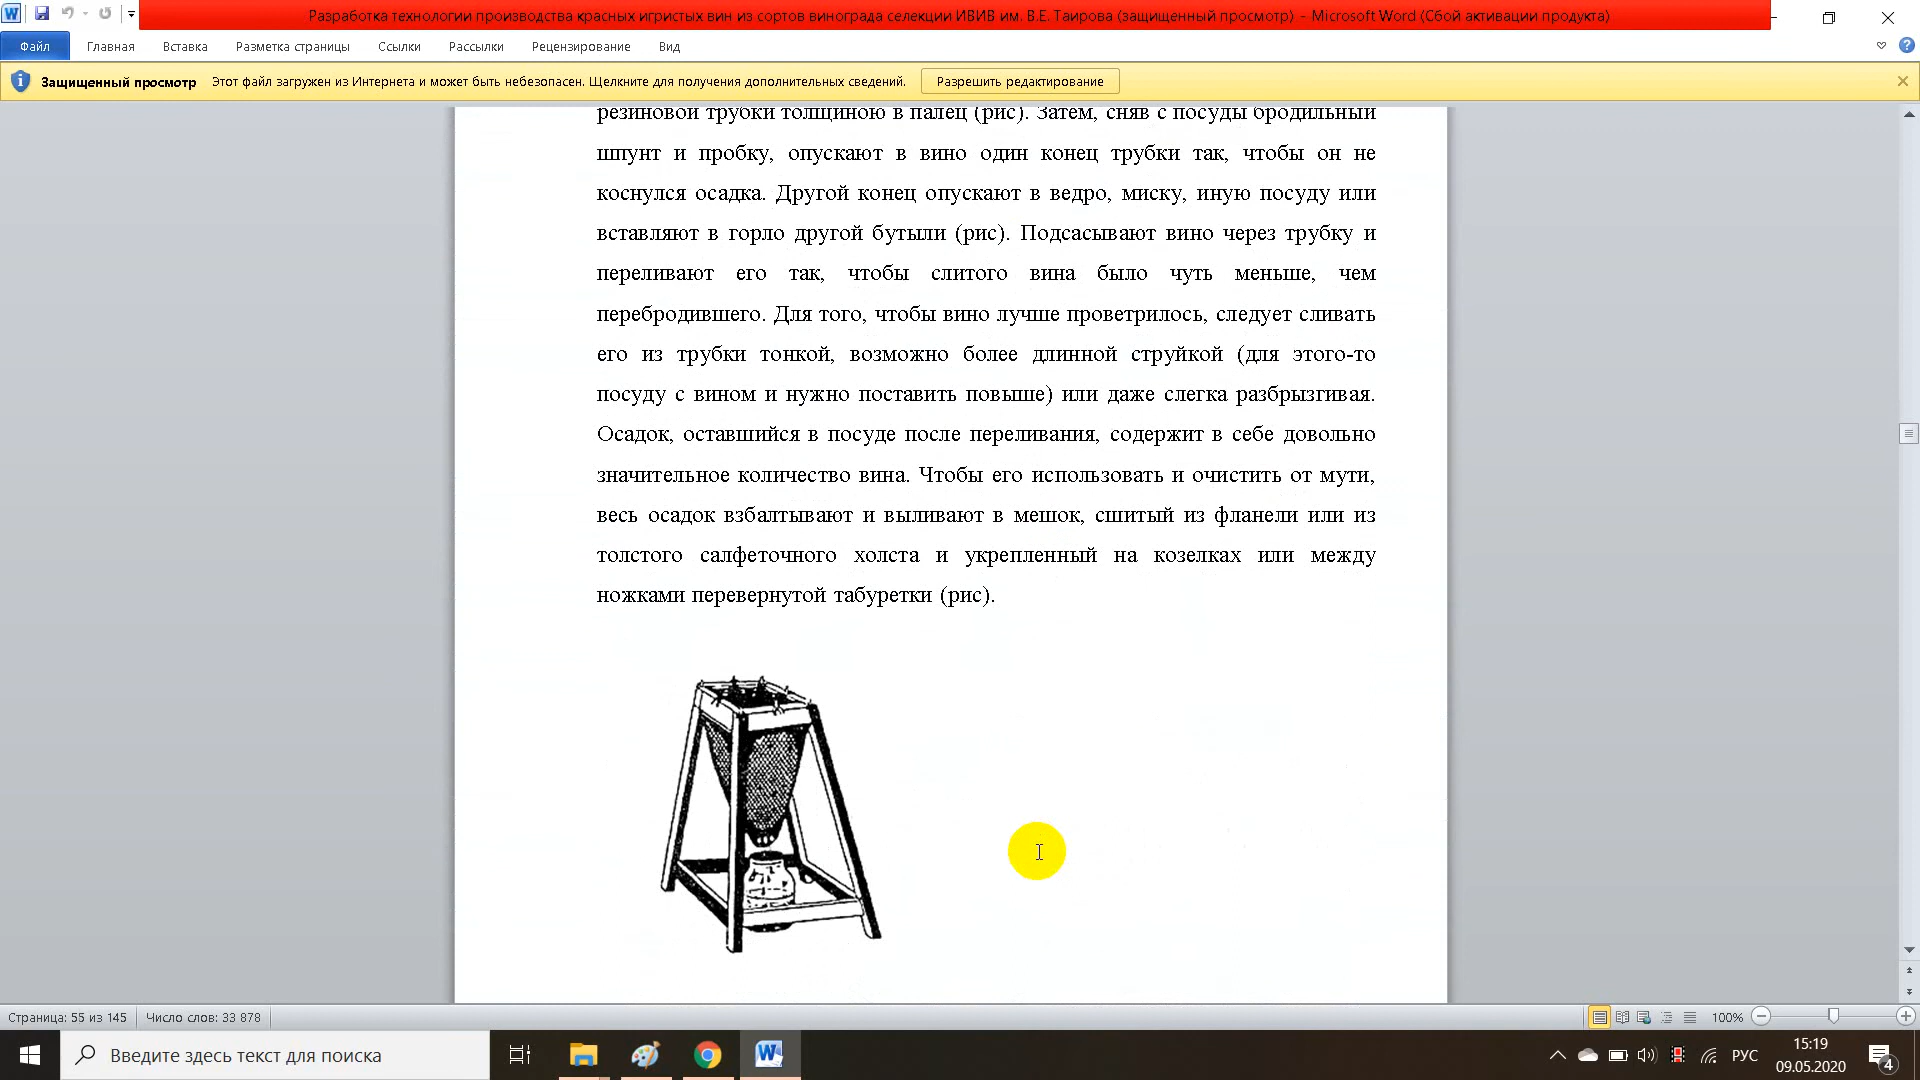 Разработка технологии производства красных игристых вин из сортов винограда селекции ИВИВ им. В.Е. Таирова (защищенный просмотр) - Microsoft Word (Сбой активации продукта)
Файл Главная Вставка Разметка страницы Ссылки Рассылки Рецензирование Вид
Защищенный просмотр Этот файл загружен из Интернета и может быть небезопасен. Щелкните для получения дополнительных сведений. Разрешить редактирование
резиновой трубки толщиною в палец (рис). Затем, сняв с посуды бродильный
шпунт и пробку, опускают в вино один конец трубки так, чтобы он не
коснулся осадка. Другой конец опускают в ведро, миску, иную посуду или
вставляют в горло другой бутыли (рис). Подсасывают вино через трубку и
переливают его так, чтобы слитого вина было чуть меньше, чем
перебродившего. Для того, чтобы вино лучше проветрилось, следует сливать
его из трубки тонкой, возможно более длинной струйкой (для этого-то
посуду с вином и нужно поставить повыше) или даже слегка разбрызгивая.
Осадок, оставшийся в посуде после переливания, содержит в себе довольно
значительное количество вина. Чтобы его использовать и очистить от мути,
весь осадок взбалтывают и выливают в мешок, сшитый из фланели или из
толстого салфеточного холста и укрепленный на козелках или между
ножками перевернутой табуретки (рис).
Страница: 55 из 145 Число слов: 33 878 100%
Введите здесь текст для поиска РУС 15:19
09.05.2020 4